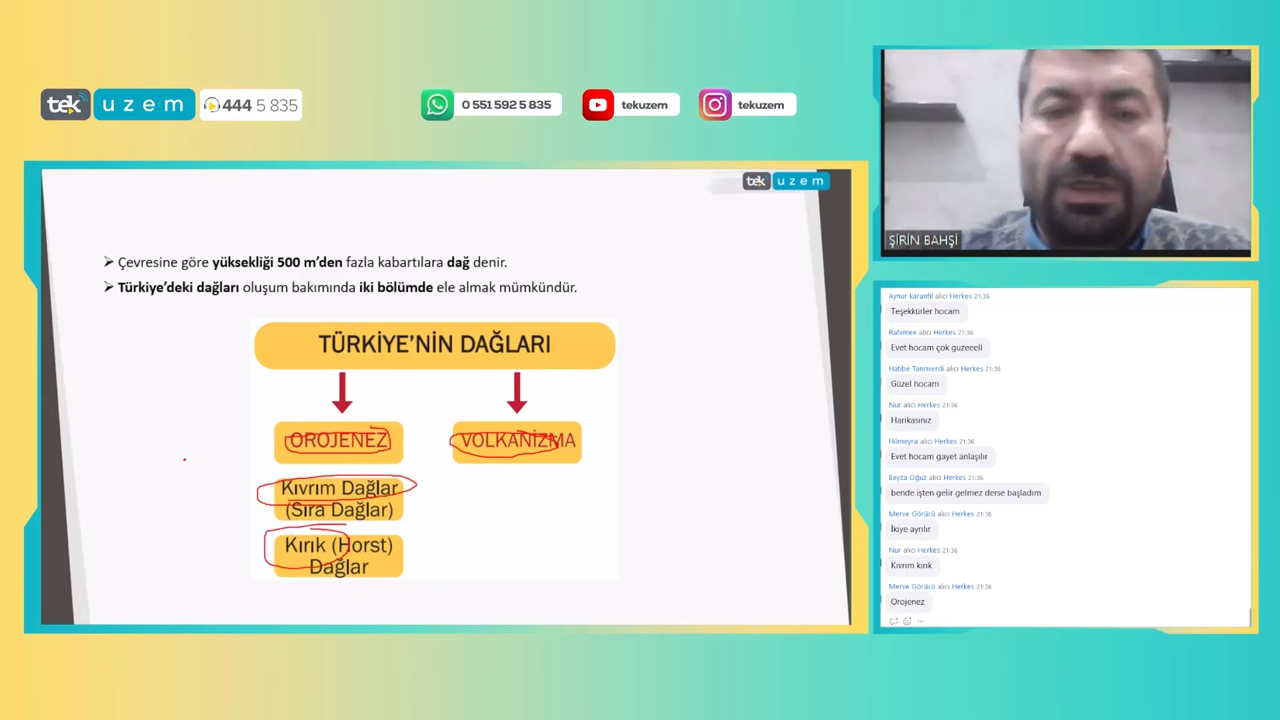 tek
uzem
444 5 835
0 551 592 5 835
tekuzem
tekuzem
tek uzem
➢ Çevresine göre yüksekliği 500 m’den fazla kabartılara dağ denir.
➢ Türkiye’deki dağları oluşum bakımında iki bölümde ele almak mümkündür.
TÜRKİYE’NİN DAĞLARI
OROJENEZ
VOLKANİZMA
Kıvrım Dağlar
(Sıra Dağlar)
Kırık (Horst)
Dağlar
ŞİRİN BAHŞİ
Aynur karanfil alıcı Herkes 21:36
Teşekkürler hocam
Rahimee alıcı Herkes 21:36
Evet hocam çok guzeeell
Hatibe Tanrıverdi alıcı Herkes 21:36
Güzel hocam
Nur alıcı Herkes 21:36
Harikasınız
Hümeyra alıcı Herkes 21:36
Evet hocam gayet anlaşılır
Beyza Oğuz alıcı Herkes 21:36
bende işten gelir gelmez derse başladım
Merve Görücü alıcı Herkes 21:36
İkiye ayrılır
Nur alıcı Herkes 21:36
Kıvrım kırık
Merve Görücü alıcı Herkes 21:36
Orojenez